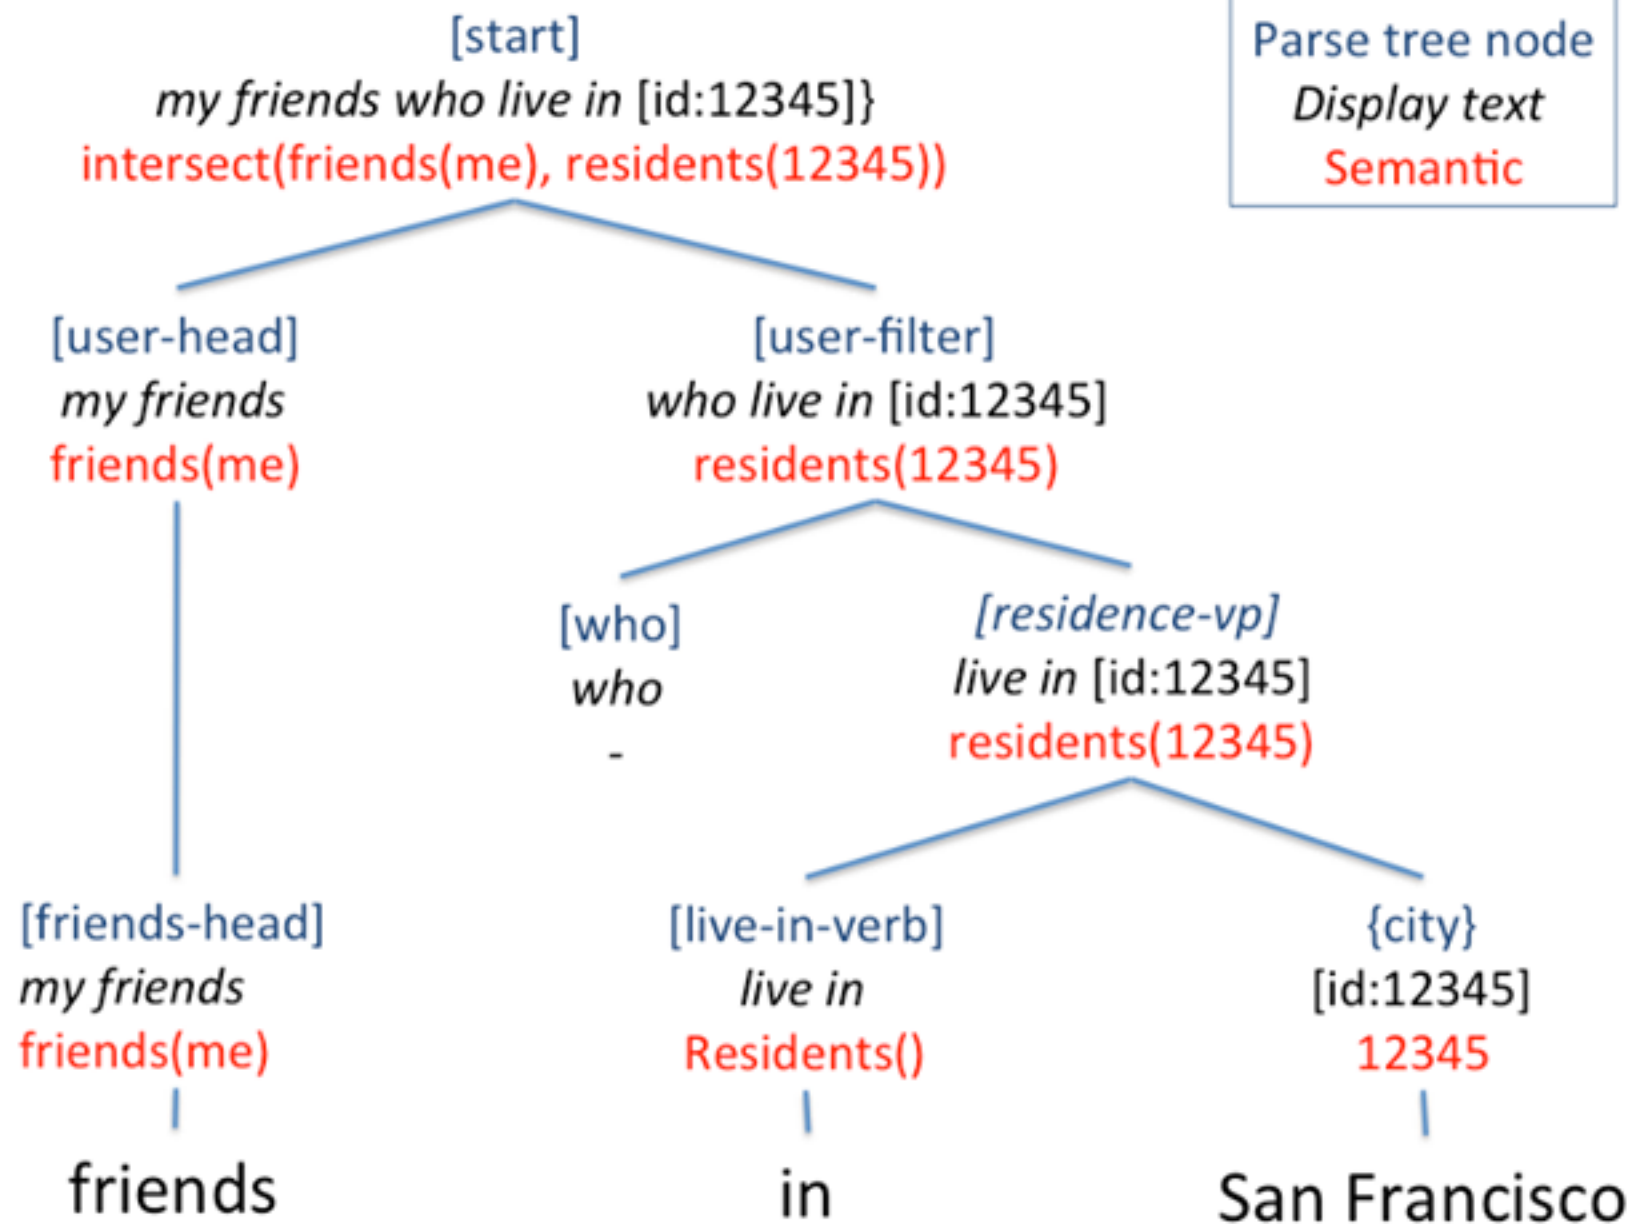 [start]
my friends who live in [id:12345]}
intersect(friends(me), residents(12345))
Parse tree node
Display text
Semantic
[user-head]
my friends
friends(me)
[user-filter]
who live in [id:12345]
residents(12345)
[who]
who
-
[residence-vp]
live in [id:12345]
residents(12345)
[friends-head]
my friends
friends(me)
[live-in-verb]
live in
Residents()
{city}
[id:12345]
12345
friends
in
San Francisco